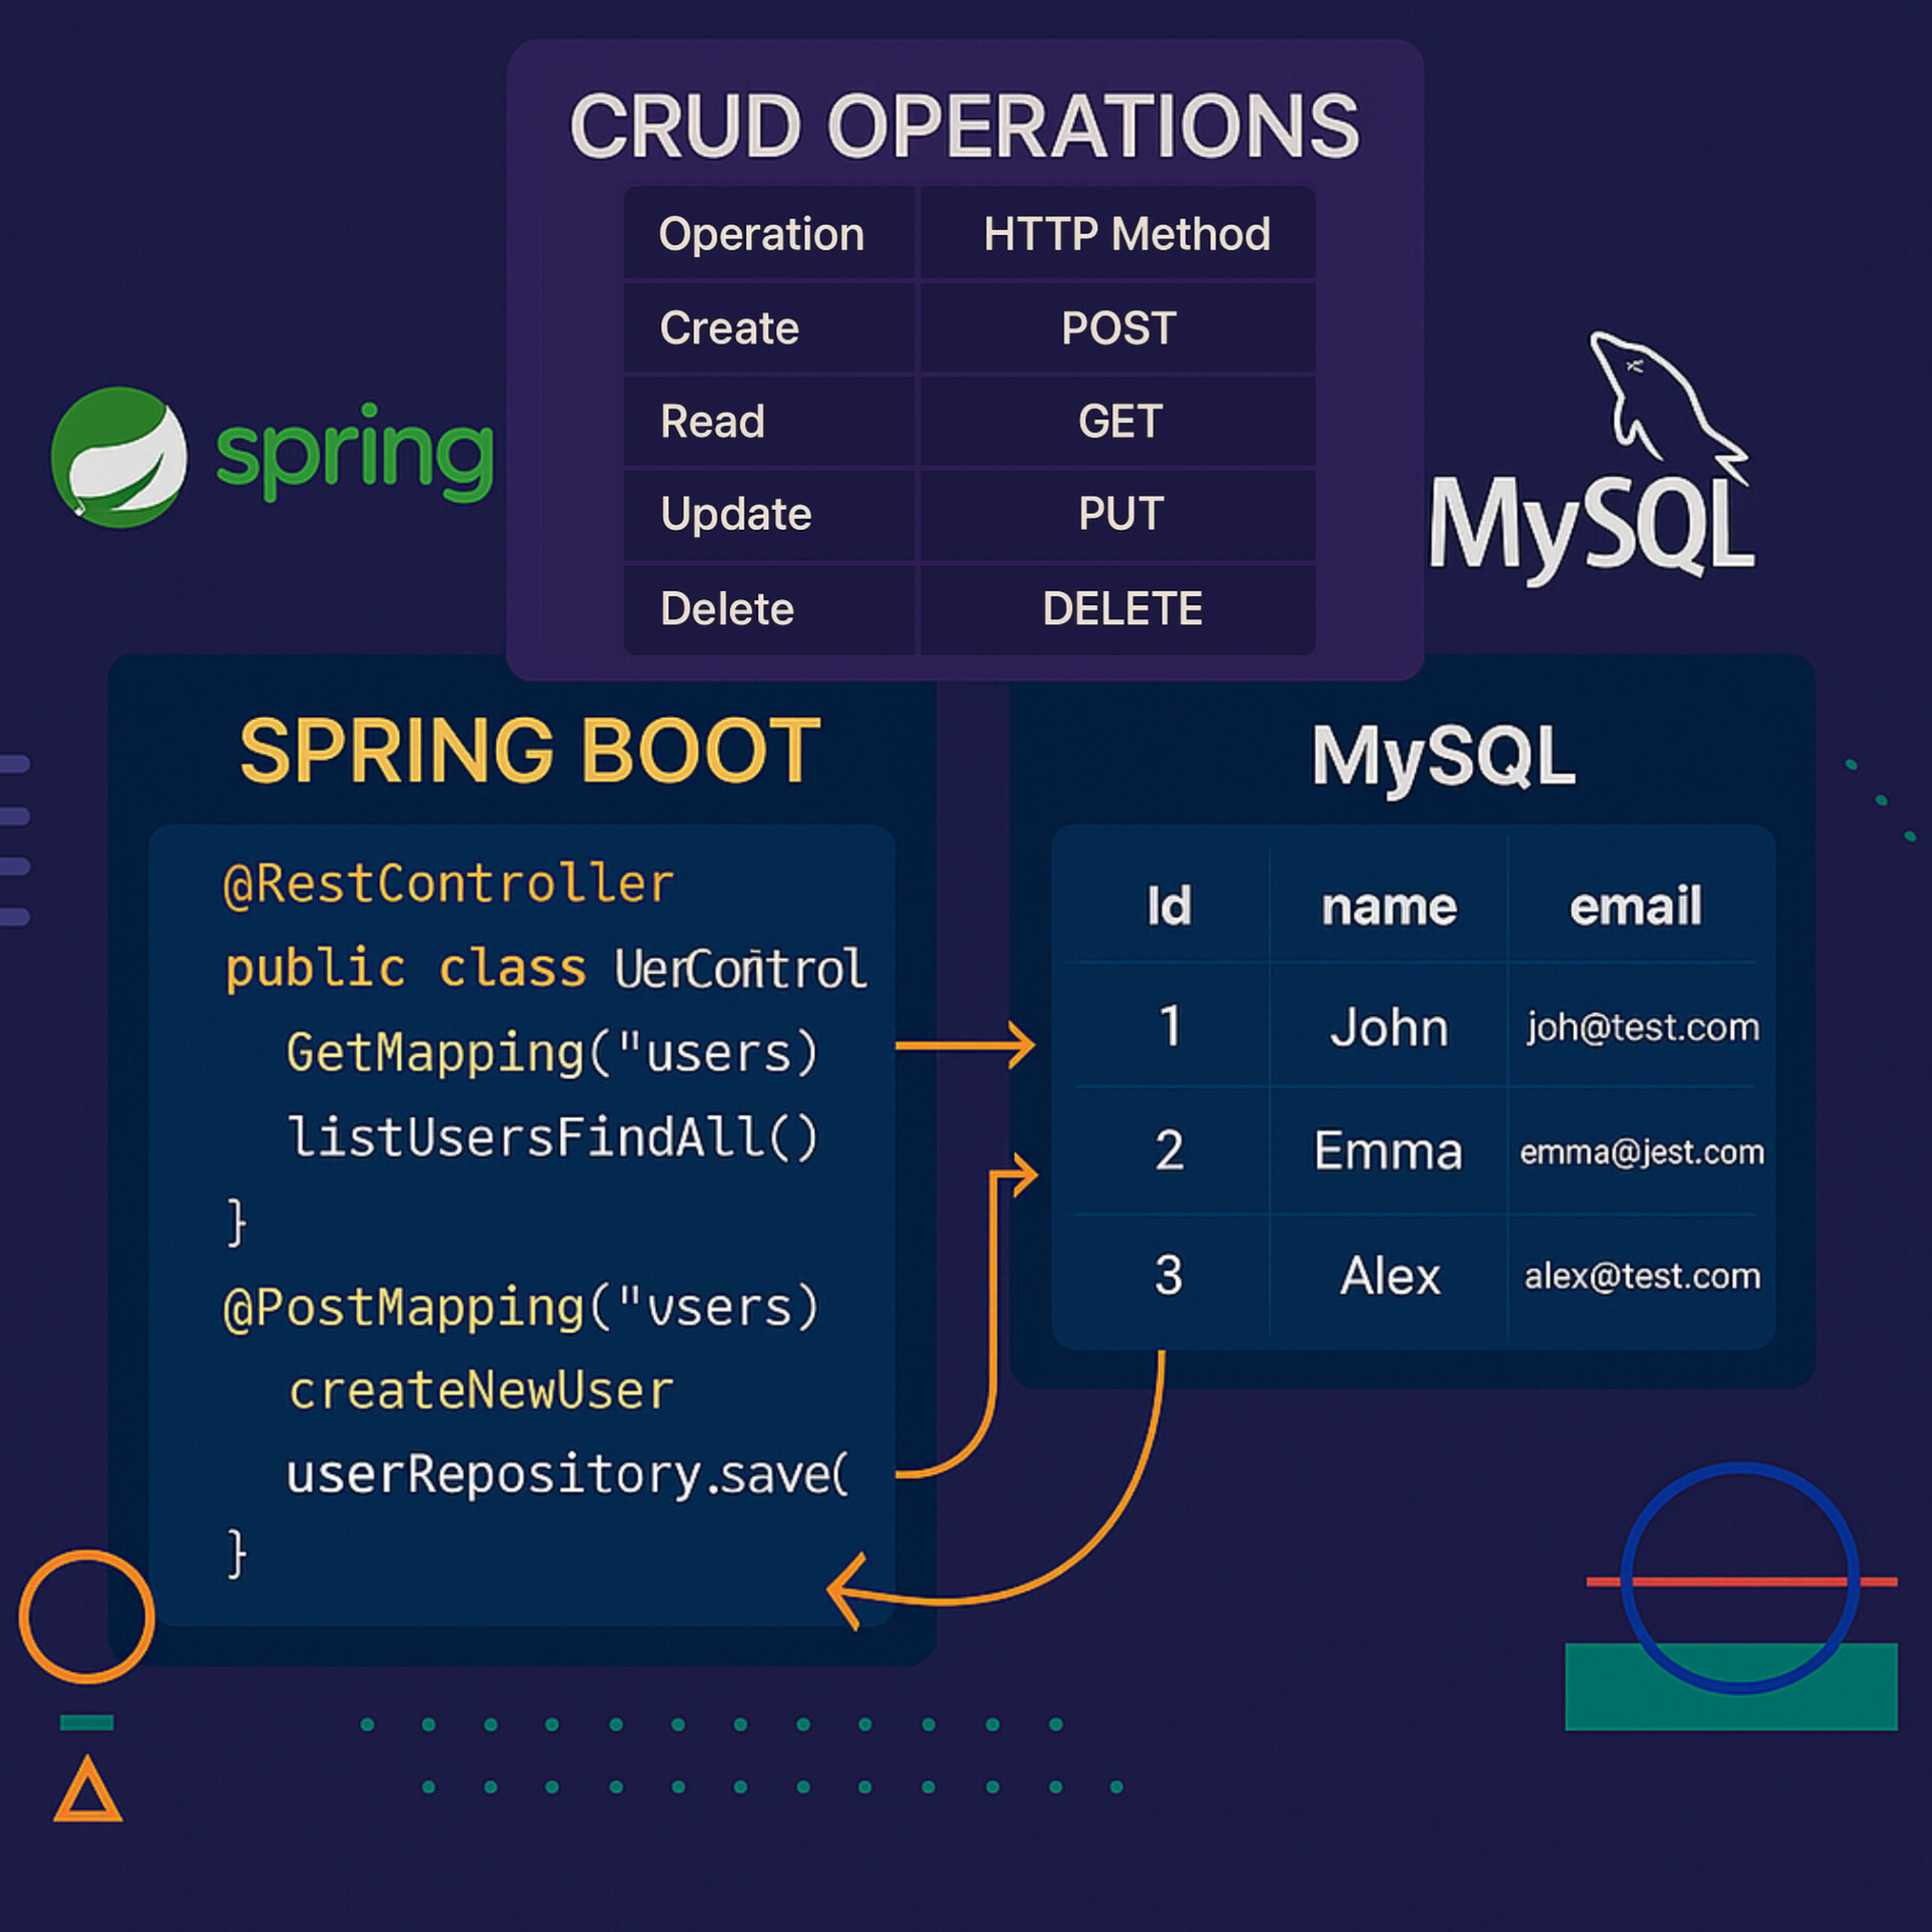 CRUD OPERATIONS
Operation HTTP Method
Create POST
Read GET
Update PUT
Delete DELETE
spring
MySQL
SPRING BOOT
@RestController
public class UerControl
GetMapping("users)
listUsersFindAll()
}
@PostMapping("vsers)
createNewUser
userRepository.save(
}
MySQL
Id name email
1 John joh@test.com
2 Emma emma@jest.com
3 Alex alex@test.com